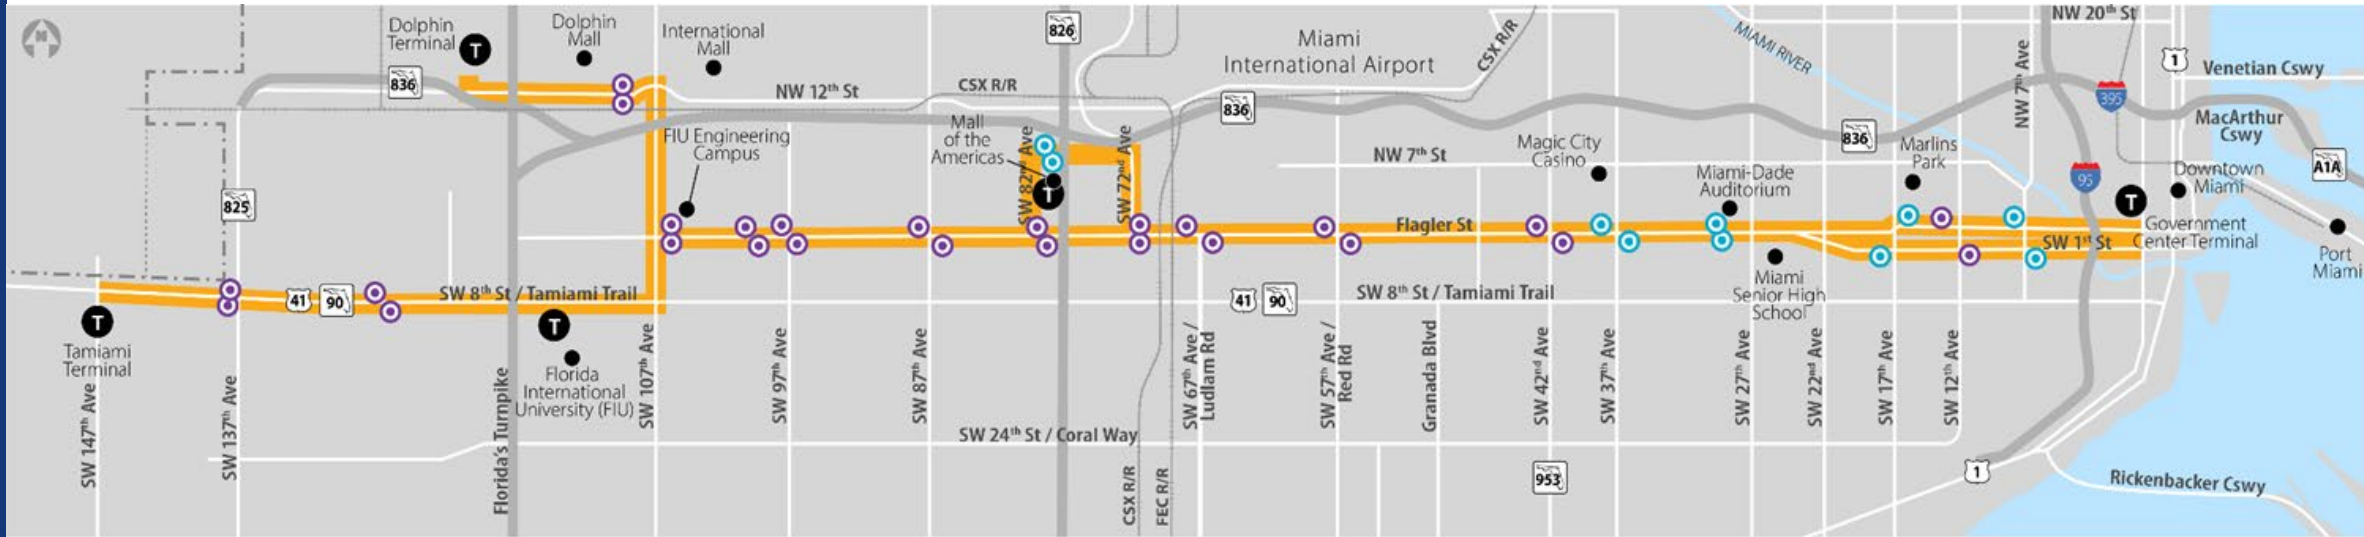 N
Dolphin
Terminal
T
Dolphin
Mall
International
Mall
826
Miami
International Airport
CSX R/R
MIAMI RIVER
NW 20th St
NW 7th Ave
1
Venetian Cswy
395
MacArthur
Cswy
836
NW 12th St
CSX R/R
836
836
A1A
FIU Engineering
Campus
Mall
of the
Americas
SW 82nd Ave
T
SW 72nd Ave
NW 7th St
Magic City
Casino
Miami-Dade
Auditorium
Marlins
Park
95
T
Downtown
Miami
825
Flagler St
Government
Center Terminal
SW 1st St
Port
Miami
Miami
Senior High
School
41
90
SW 8th St / Tamiami Trail
41
90
SW 8th St / Tamiami Trail
T
Tamiami
Terminal
T
Florida
International
University (FIU)
SW 147th Ave
SW 137th Ave
Florida's Turnpike
SW 107th Ave
SW 97th Ave
SW 87th Ave
SW 67th Ave /
Ludlam Rd
SW 57th Ave /
Red Rd
Granada Blvd
SW 42nd Ave
SW 37th Ave
SW 27th Ave
SW 22nd Ave
SW 17th Ave
SW 12th Ave
SW 24th St / Coral Way
CSX R/R
FEC R/R
953
1
Rickenbacker Cswy